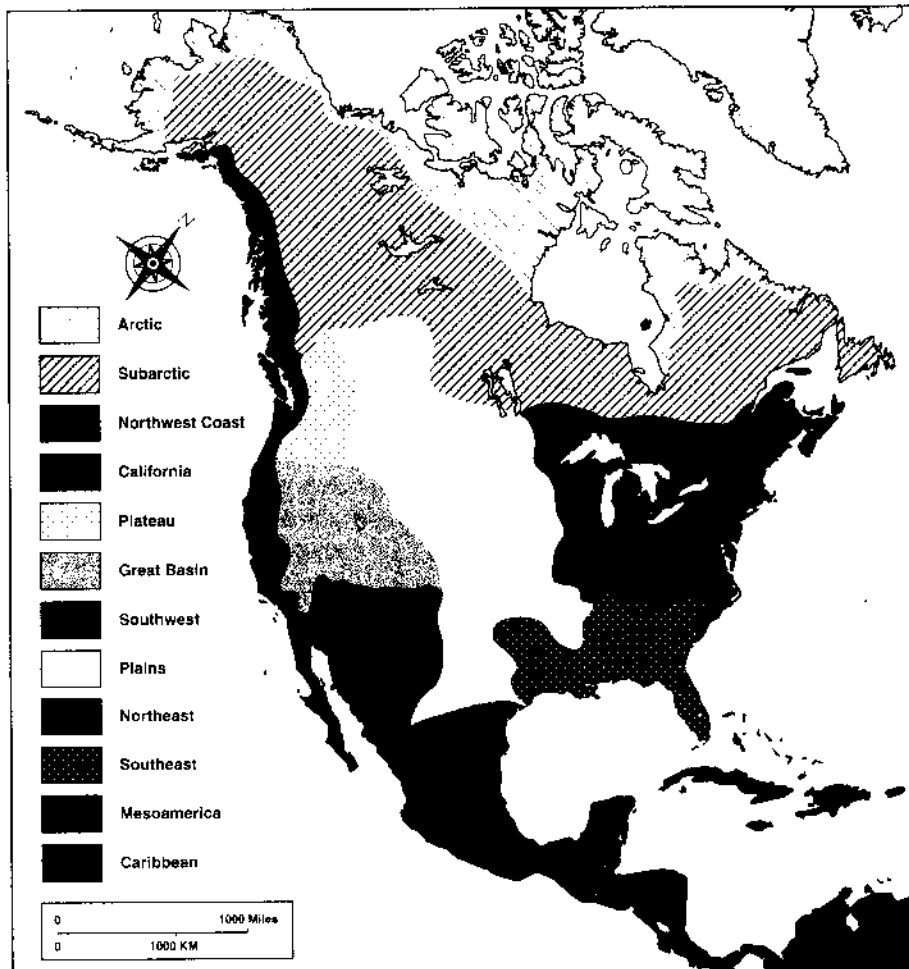 N
Arctic
Subarctic
Northwest Coast
California
Plateau
Great Basin
Southwest
Plains
Northeast
Southeast
Mesoamerica
Caribbean
0 1000 Miles
0 1000 KM